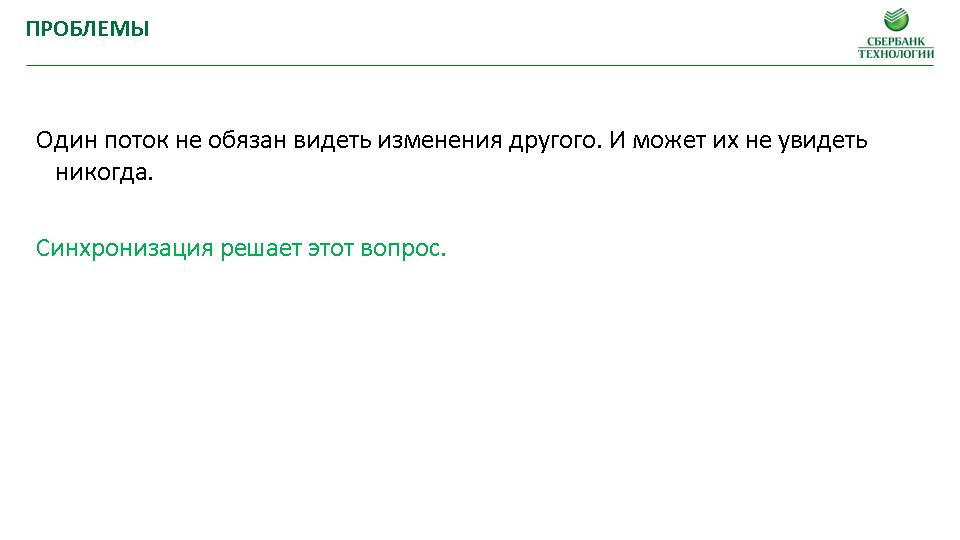 ПРОБЛЕМЫ
СБЕРБАНК
ТЕХНОЛОГИИ
Один поток не обязан видеть изменения другого. И может их не увидеть
никогда.
Синхронизация решает этот вопрос.